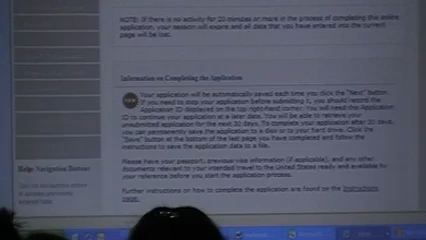 NOTE: If there is no activity for 20 minutes or more in the process of completing this online
application, your session will expire and all data that you have entered into the current
page will be lost.
Information on Completing the Application
Your application will be automatically saved each time you click the "Next" button.
If you need to stop your application before submitting it, you should record the
Application ID displayed on the top right-hand corner. You will need this Application
ID to continue your application at a later date. You will be able to retrieve your
unsubmitted application for the next 30 days. To complete your application after 30 days,
you can permanently save the application to a disk or to your hard drive. Click the
"Save" button at the bottom of the last page you have completed and follow the
instructions to save the application data to a file.
Please have your passport, previous visa information (if applicable), and any other
documents relevant to your intended travel to the United States ready and available for
your reference before you start the application process.
Further instructions on how to complete the application are found on the Instructions
page.
Help: Navigation Buttons